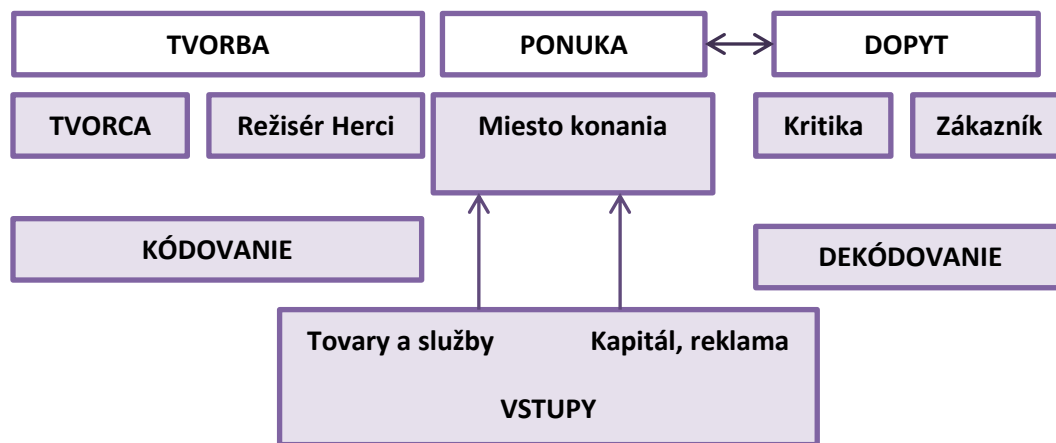 TVORBA
PONUKA
DOPYT
TVORCA
Režisér Herci
Miesto konania
Kritika
Zákazník
KÓDOVANIE
DEKÓDOVANIE
Tovary a služby
Kapitál, reklama
VSTUPY